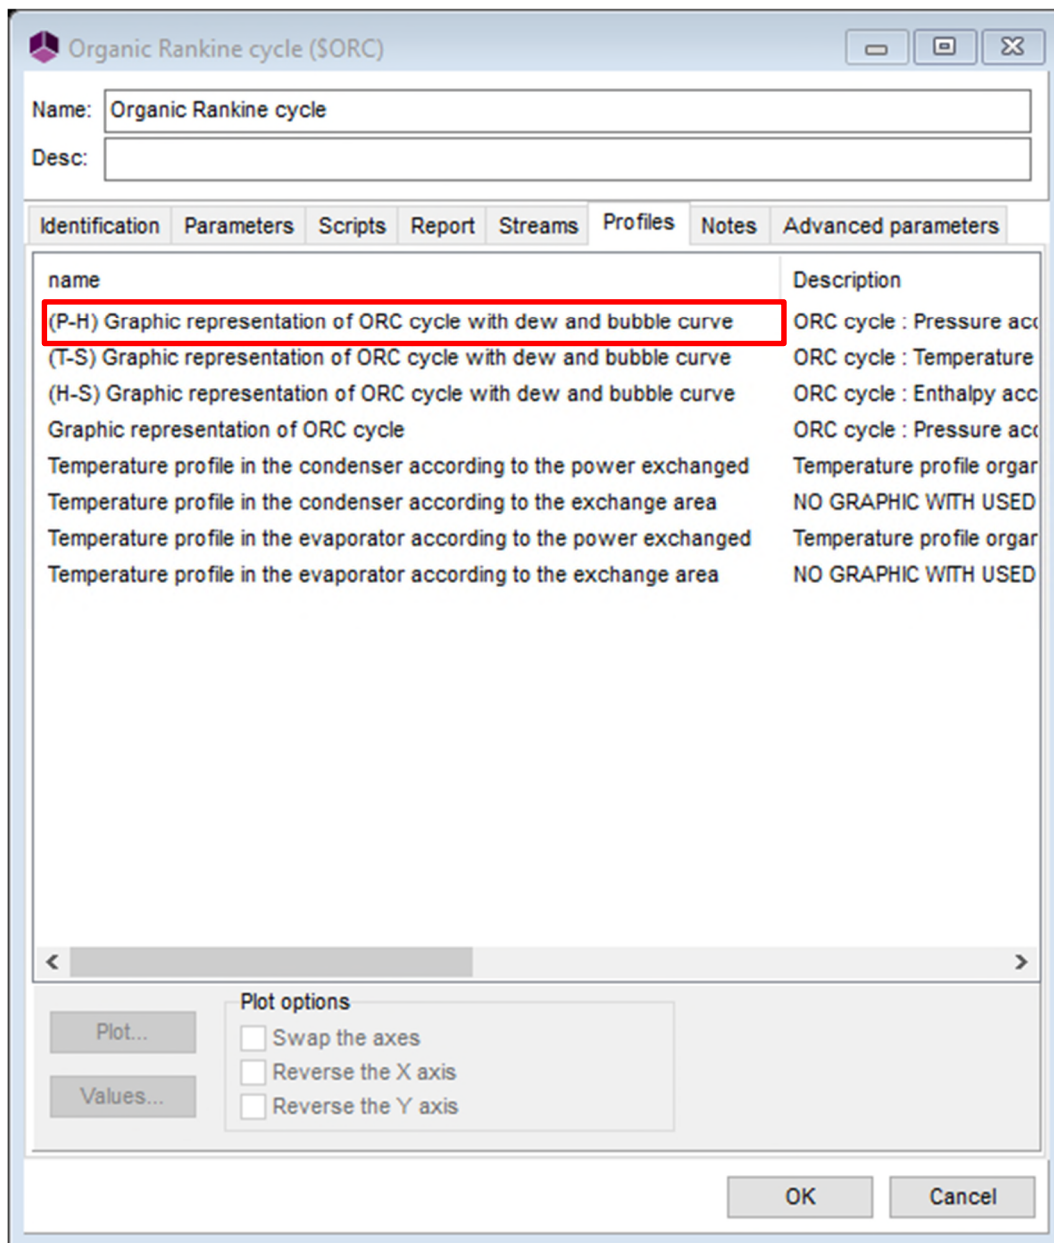 Organic Rankine cycle ($ORC)
Name: Organic Rankine cycle
Desc:
Identification Parameters Scripts Report Streams Profiles Notes Advanced parameters
name Description
(P-H) Graphic representation of ORC cycle with dew and bubble curve ORC cycle : Pressure acc
(T-S) Graphic representation of ORC cycle with dew and bubble curve ORC cycle : Temperature
(H-S) Graphic representation of ORC cycle with dew and bubble curve ORC cycle : Enthalpy acc
Graphic representation of ORC cycle ORC cycle : Pressure acc
Temperature profile in the condenser according to the power exchanged Temperature profile organ
Temperature profile in the condenser according to the exchange area NO GRAPHIC WITH USED
Temperature profile in the evaporator according to the power exchanged Temperature profile organ
Temperature profile in the evaporator according to the exchange area NO GRAPHIC WITH USED
Plot options
Plot... Swap the axes
Reverse the X axis
Values... Reverse the Y axis
OK Cancel